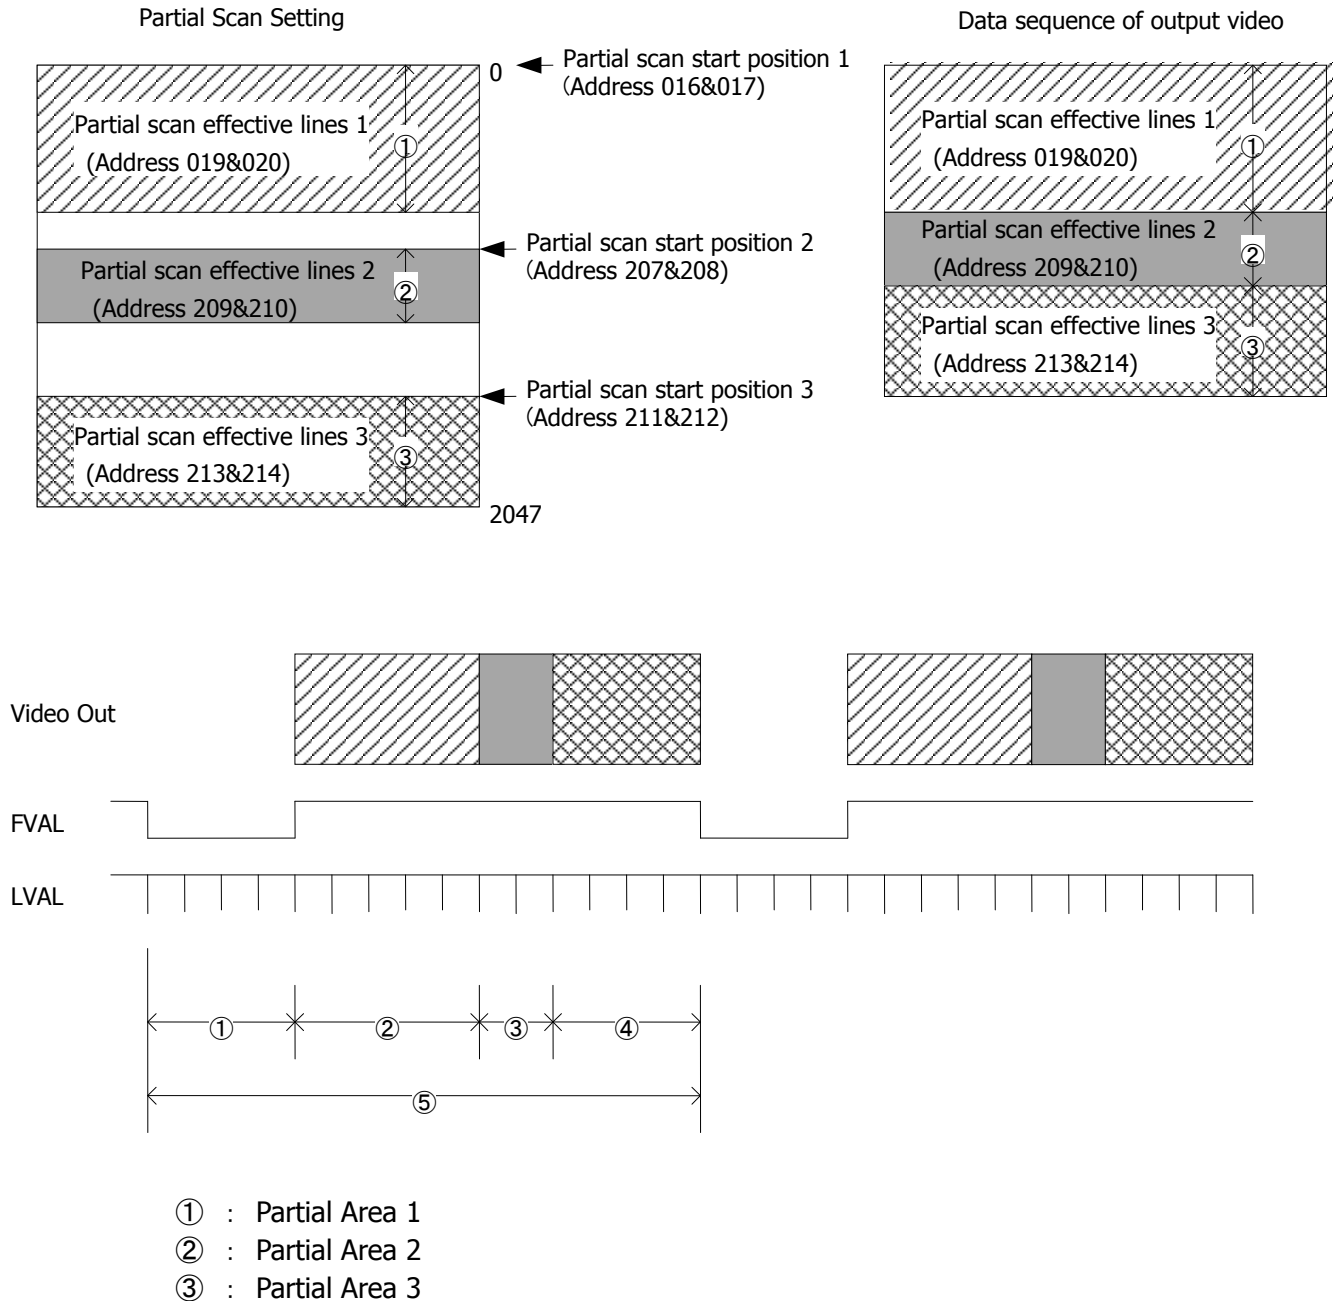 Partial Scan Setting
0
Partial scan start position 1
(Address 016&017)
Partial scan effective lines 1
(Address 019&020)
①
Partial scan start position 2
(Address 207&208)
Partial scan effective lines 2
(Address 209&210)
②
Partial scan start position 3
(Address 211&212)
Partial scan effective lines 3
(Address 213&214)
③
2047
Data sequence of output video
Partial scan effective lines 1
(Address 019&020)
①
Partial scan effective lines 2
(Address 209&210)
②
Partial scan effective lines 3
(Address 213&214)
③
Video Out
FVAL
LVAL
① ② ③ ④
⑤
① : Partial Area 1
② : Partial Area 2
③ : Partial Area 3